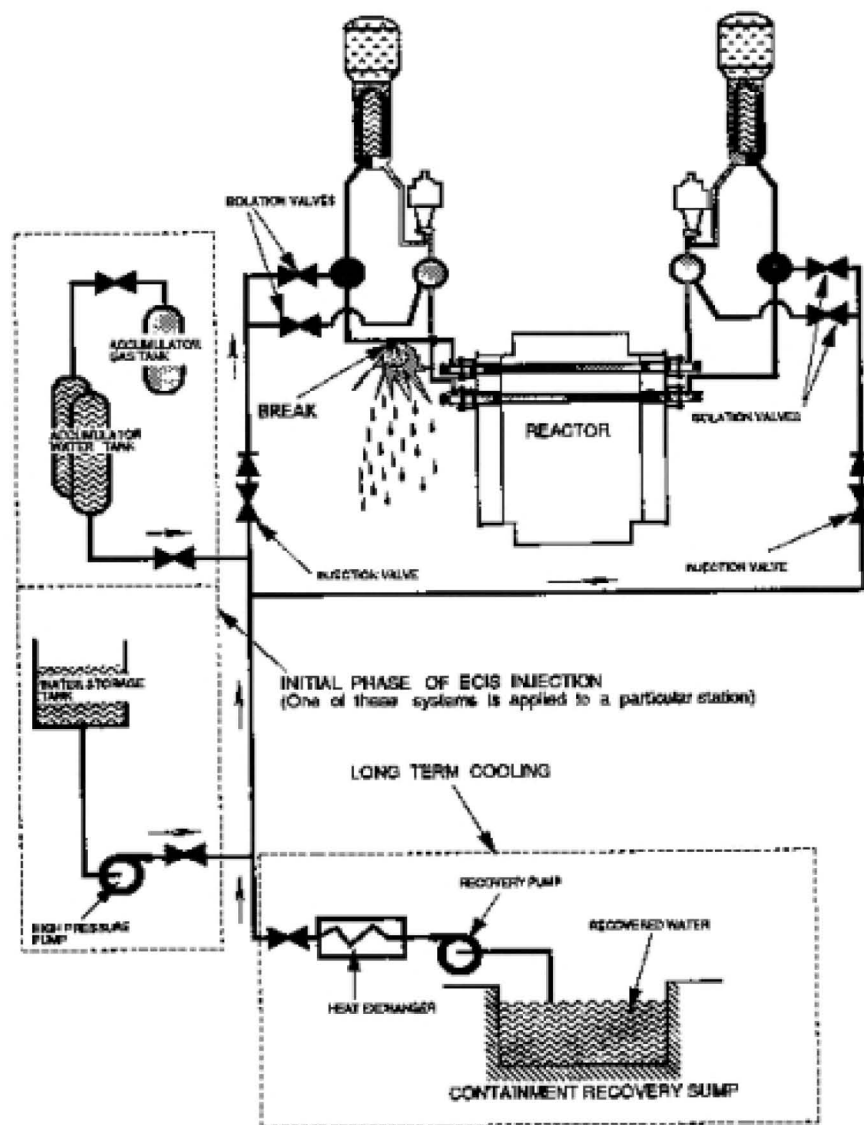 ISOLATION VALVES
ACCUMULATOR
GAS TANK
ACCUMULATOR
WATER TANK
BREAK
REACTOR
ISOLATION VALVES
INJECTION VALVE
INJECTION VALVE
WATER STORAGE
TANK
INITIAL PHASE OF ECIS INJECTION
(One of these systems is applied to a particular station)
LONG TERM COOLING
HIGH PRESSURE
PUMP
RECOVERY PUMP
RECOVERED WATER
HEAT EXCHANGER
CONTAINMENT RECOVERY SUMP